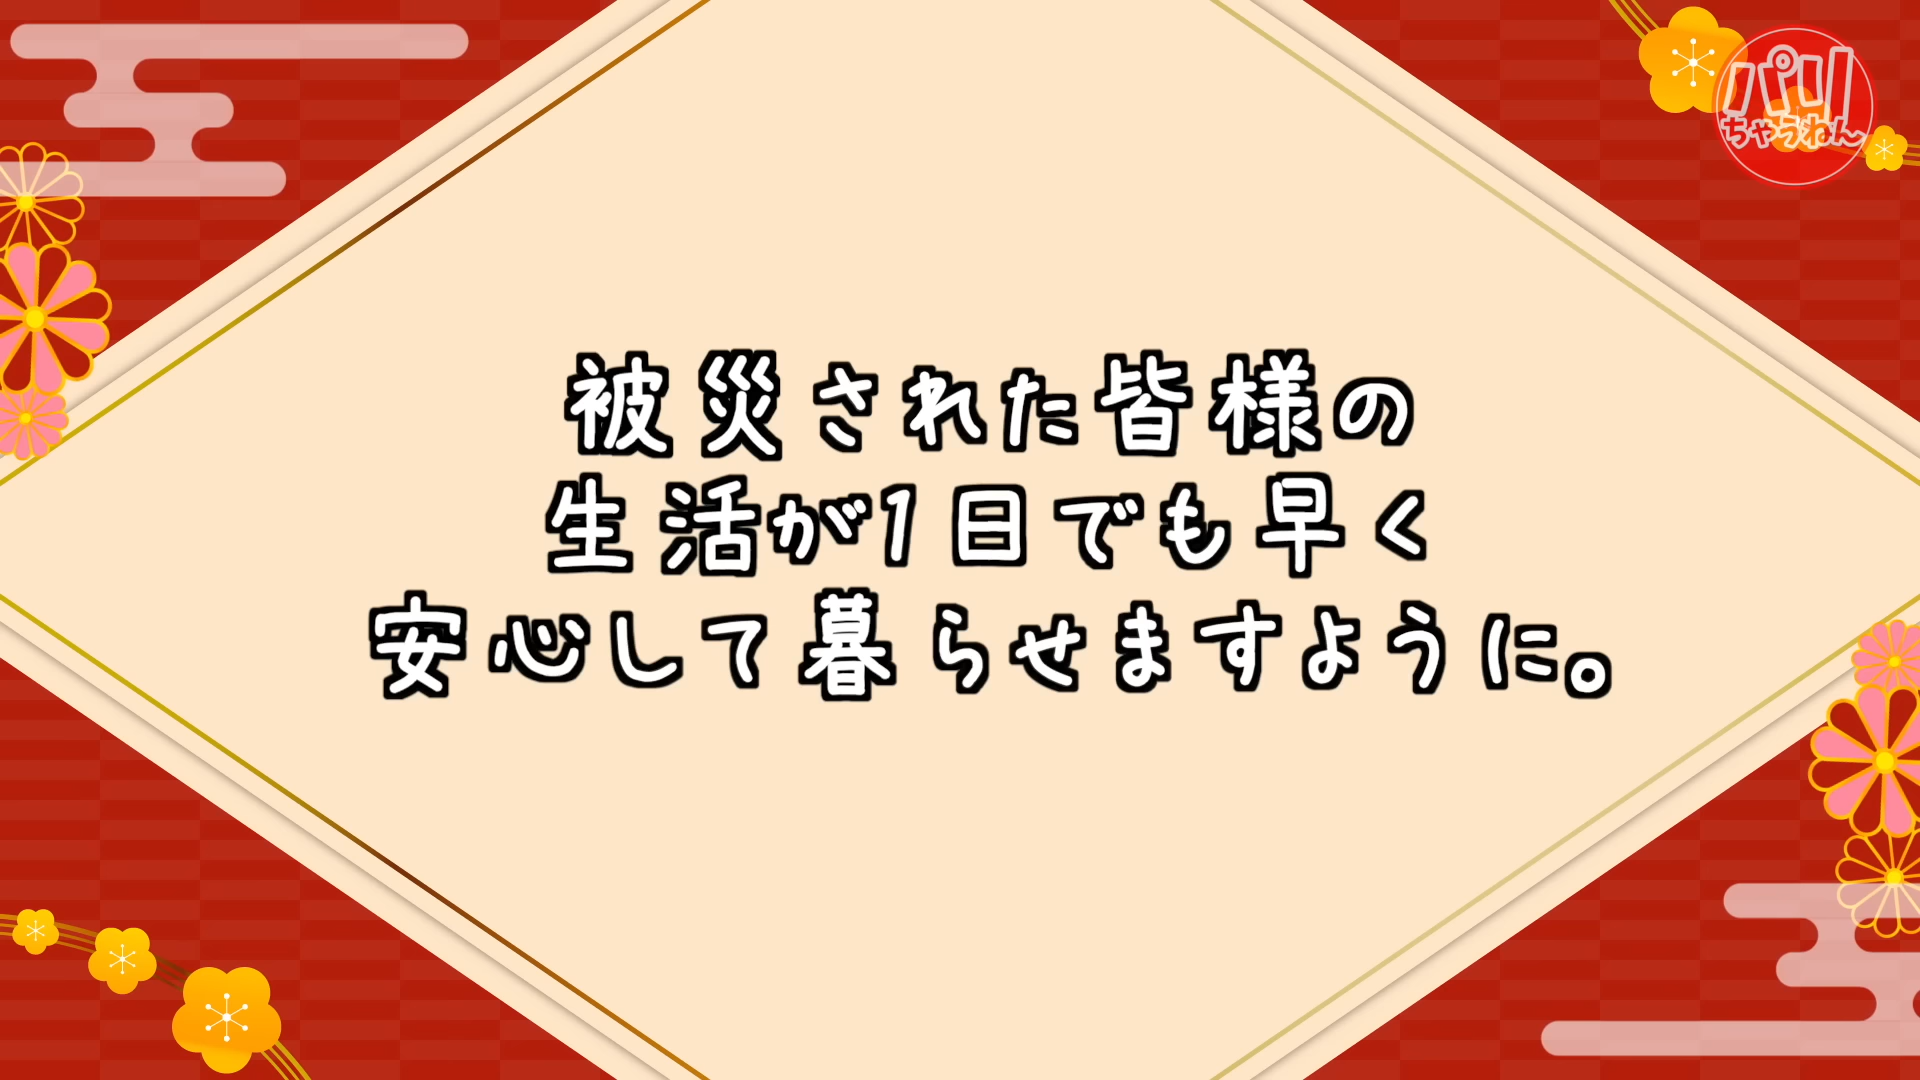 パリ
ちゃうねん
被災された皆様の
生活が1日でも早く
安心して暮らせますように。